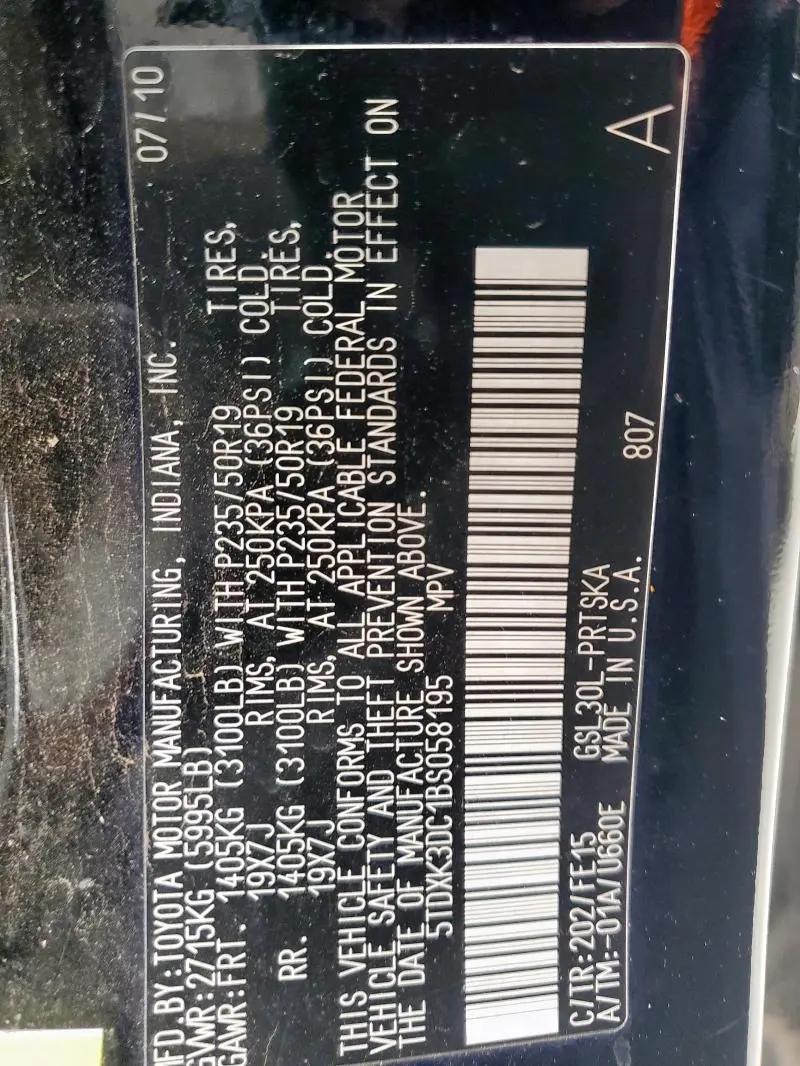 MFD. BY:TOYOTA MOTOR MANUFACTURING, INDIANA, INC. 07/10
GVWR:2715KG (5995LB)
GAWR:FRT. 1405KG (3100LB) WITH P235/50R19 TIRES,
19X7J RIMS, AT 250KPA (36PSI) COLD.
RR. 1405KG (3100LB) WITH P235/50R19 TIRES,
19X7J RIMS, AT 250KPA (36PSI) COLD
THIS VEHICLE CONFORMS TO ALL APPLICABLE FEDERAL MOTOR
VEHICLE SAFETY AND THEFT PREVENTION STANDARDS IN EFFECT ON
THE DATE OF MANUFACTURE SHOWN ABOVE.
5TDXK3DC1BS058195 MPV
C/TR:202/FE15 GSL30L-PRTSKA
A/TM:-01A/U660E MADE IN U.S.A. 807 A